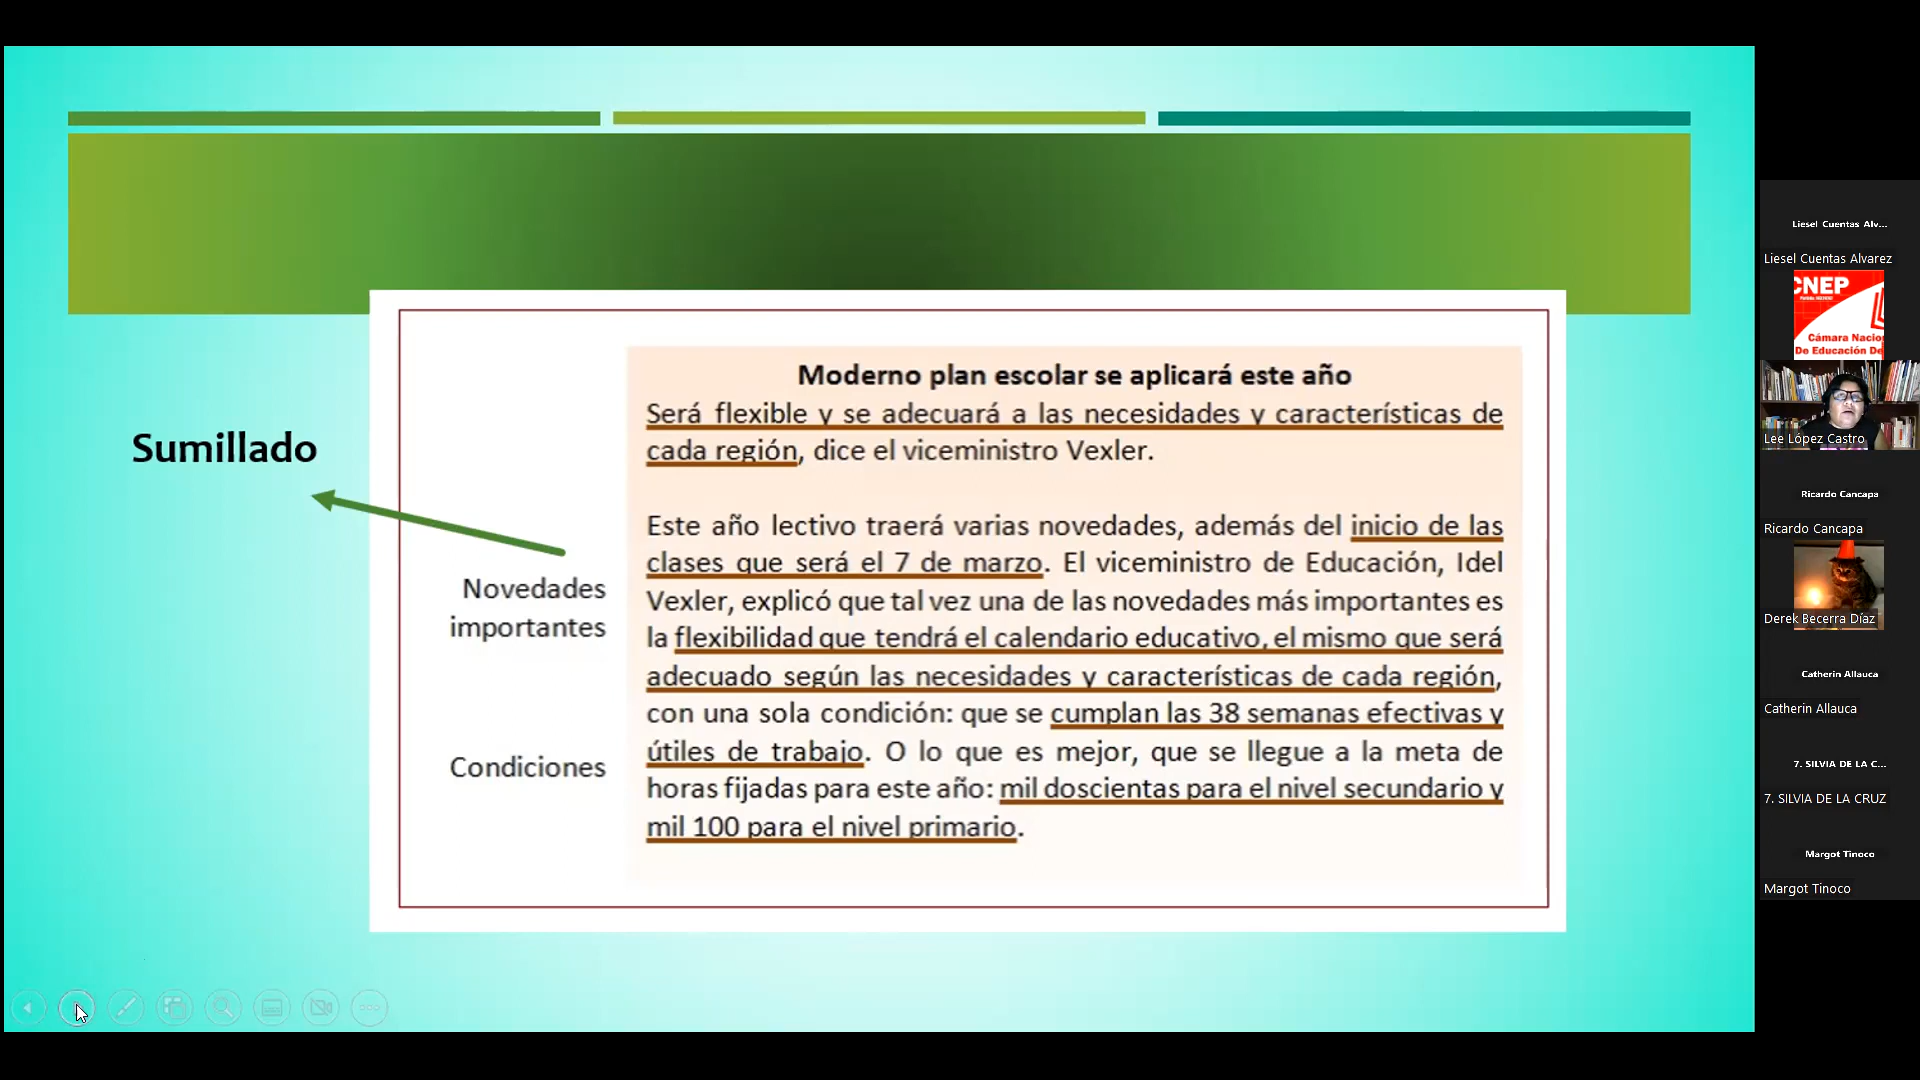 Sumillado
Novedades
importantes
Condiciones
Moderno plan escolar se aplicará este año
Será flexible y se adecuará a las necesidades y características de
cada región, dice el viceministro Vexler.
Este año lectivo traerá varias novedades, además del inicio de las
clases que será el 7 de marzo. El viceministro de Educación, Idel
Vexler, explicó que tal vez una de las novedades más importantes es
la flexibilidad que tendrá el calendario educativo, el mismo que será
adecuado según las necesidades y características de cada región,
con una sola condición: que se cumplan las 38 semanas efectivas y
útiles de trabajo. O lo que es mejor, que se llegue a la meta de
horas fijadas para este año: mil doscientas para el nivel secundario y
mil 100 para el nivel primario.
Liesel Cuentas Alv...
Liesel Cuentas Alvarez
CNEP
Cámara Nacio
De Educación De
Lee López Castro
Ricardo Cancapa
Ricardo Cancapa
Derek Becerra Díaz
Catherin Allauca
Catherin Allauca
7. SILVIA DE LA C...
7. SILVIA DE LA CRUZ
Margot Tinoco
Margot Tinoco